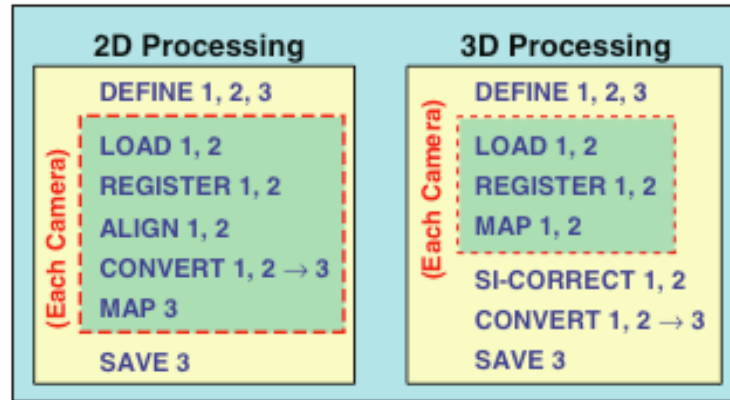 2D Processing
DEFINE 1, 2, 3
(Each Camera)
LOAD 1, 2
REGISTER 1, 2
ALIGN 1, 2
CONVERT 1, 2 → 3
MAP 3
SAVE 3
3D Processing
DEFINE 1, 2, 3
(Each Camera)
LOAD 1, 2
REGISTER 1, 2
MAP 1, 2
SI-CORRECT 1, 2
CONVERT 1, 2 → 3
SAVE 3